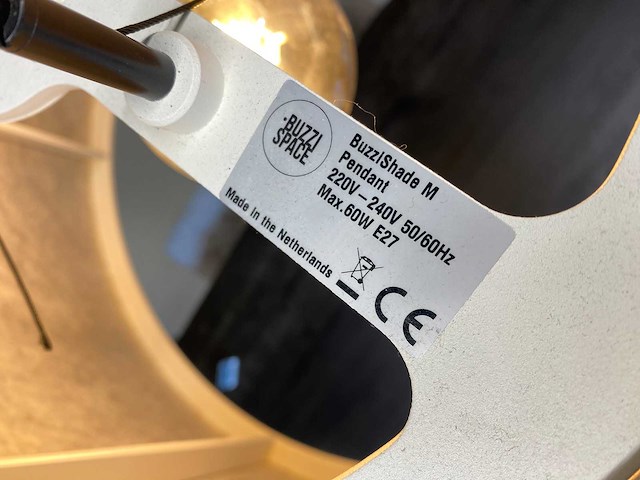 ·BUZZI
SPACE
BuzziShade M
Pendant
220V – 240V 50/60Hz
Max.60W E27
Made in the Netherlands
CE